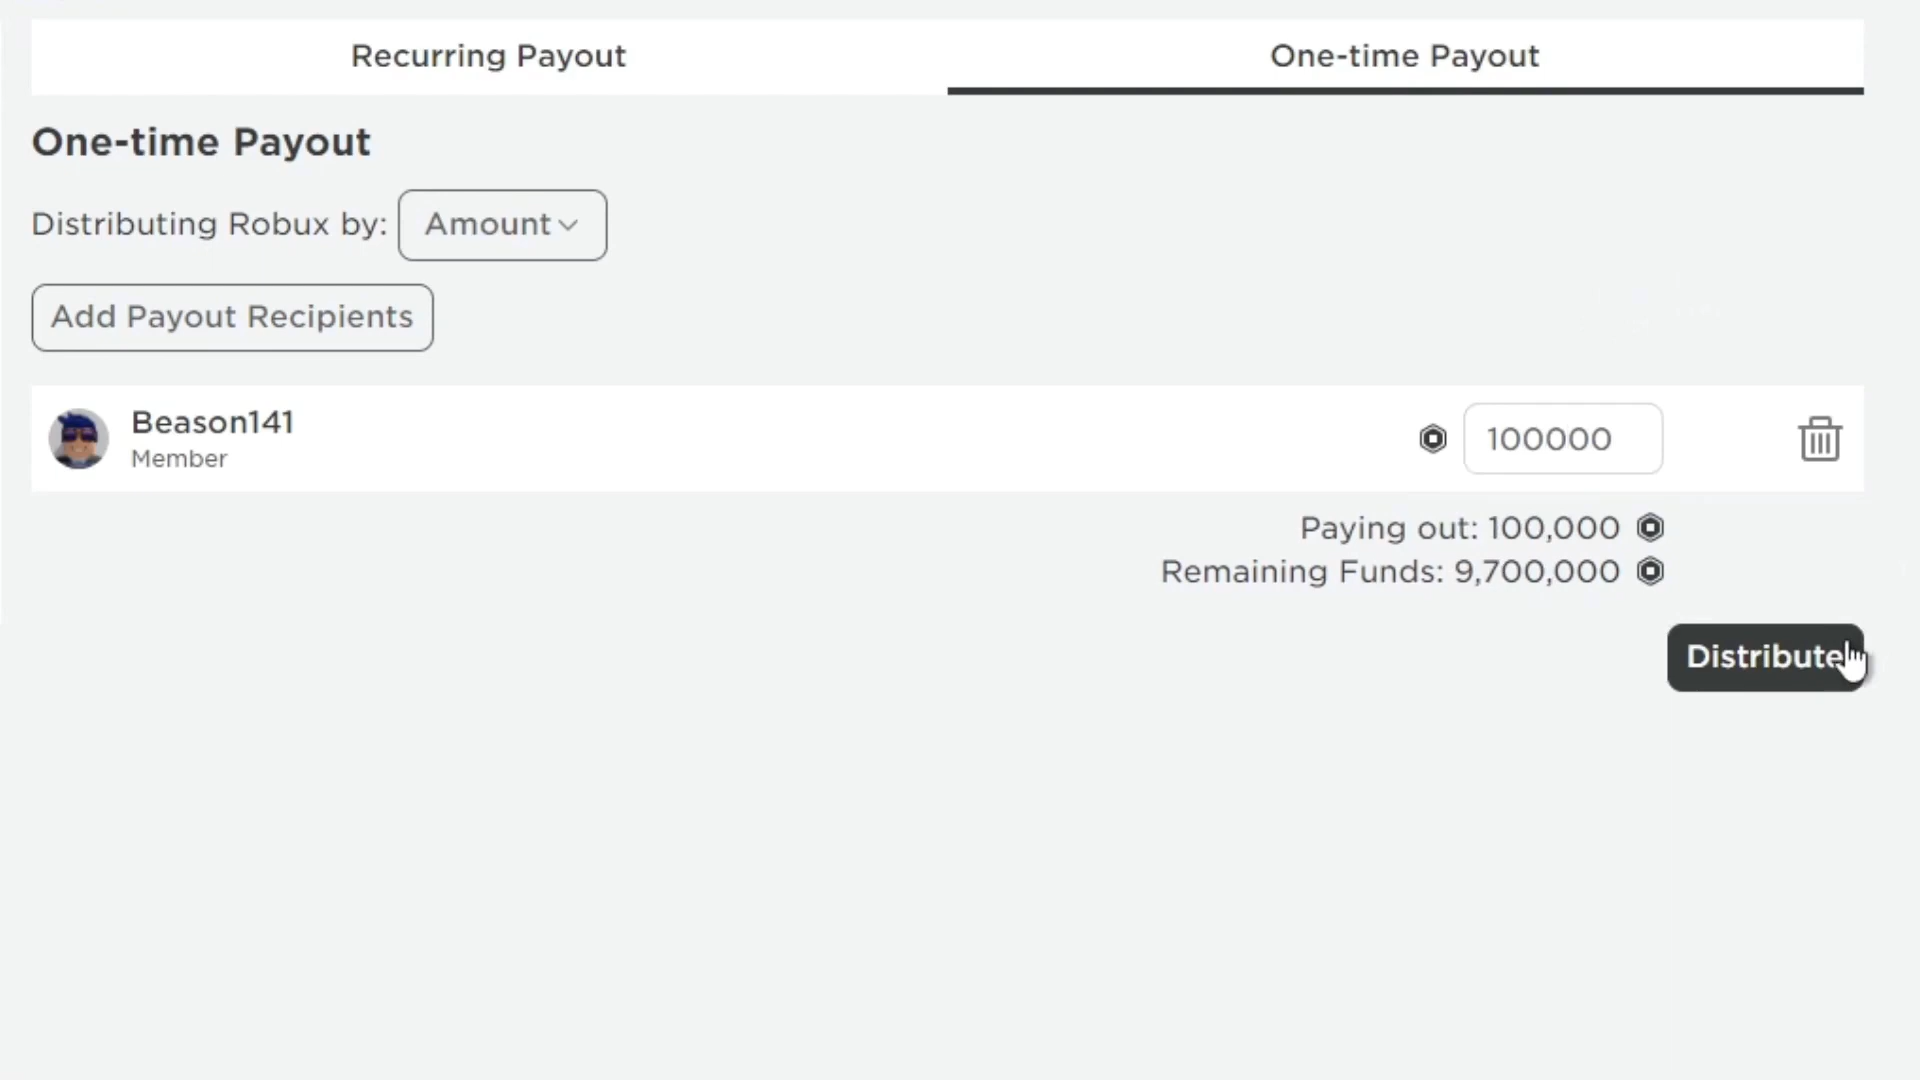 Recurring Payout
One-time Payout
One-time Payout
Distributing Robux by: Amount
Add Payout Recipients
Beason141
Member
100000
Paying out: 100,000
Remaining Funds: 9,700,000
Distribute